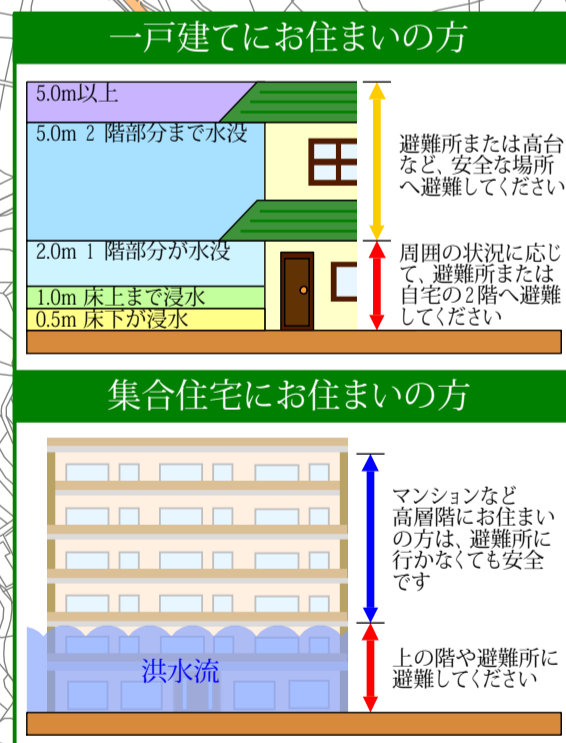 一戸建てにお住まいの方
5.0m以上
5.0m 2 階部分まで水没
避難所または高台
など、安全な場所
へ避難してください
2.0m 1 階部分が水没
1.0m 床上まで浸水
0.5m 床下が浸水
周囲の状況に応じ
て、避難所または
自宅の2階へ避難
してください
集合住宅にお住まいの方
マンションなど
高層階にお住まい
の方は、避難所に
行かなくても安全
です
洪水流
上の階や避難所に
避難してください